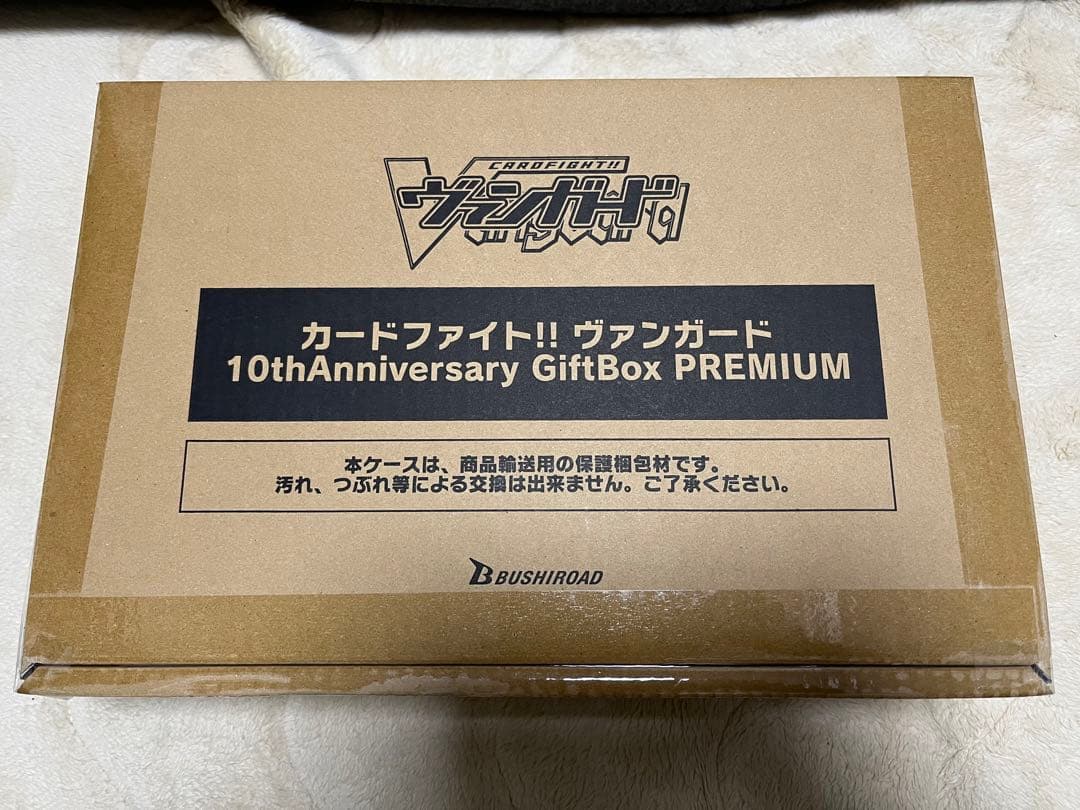 CARDFIGHT!!
ヴァンガード
Vanguard
カードファイト!! ヴァンガード
10thAnniversary GiftBox PREMIUM
本ケースは、商品輸送用の保護梱包材です。
汚れ、つぶれ等による交換は出来ません。ご了承ください。
BUSHIROAD